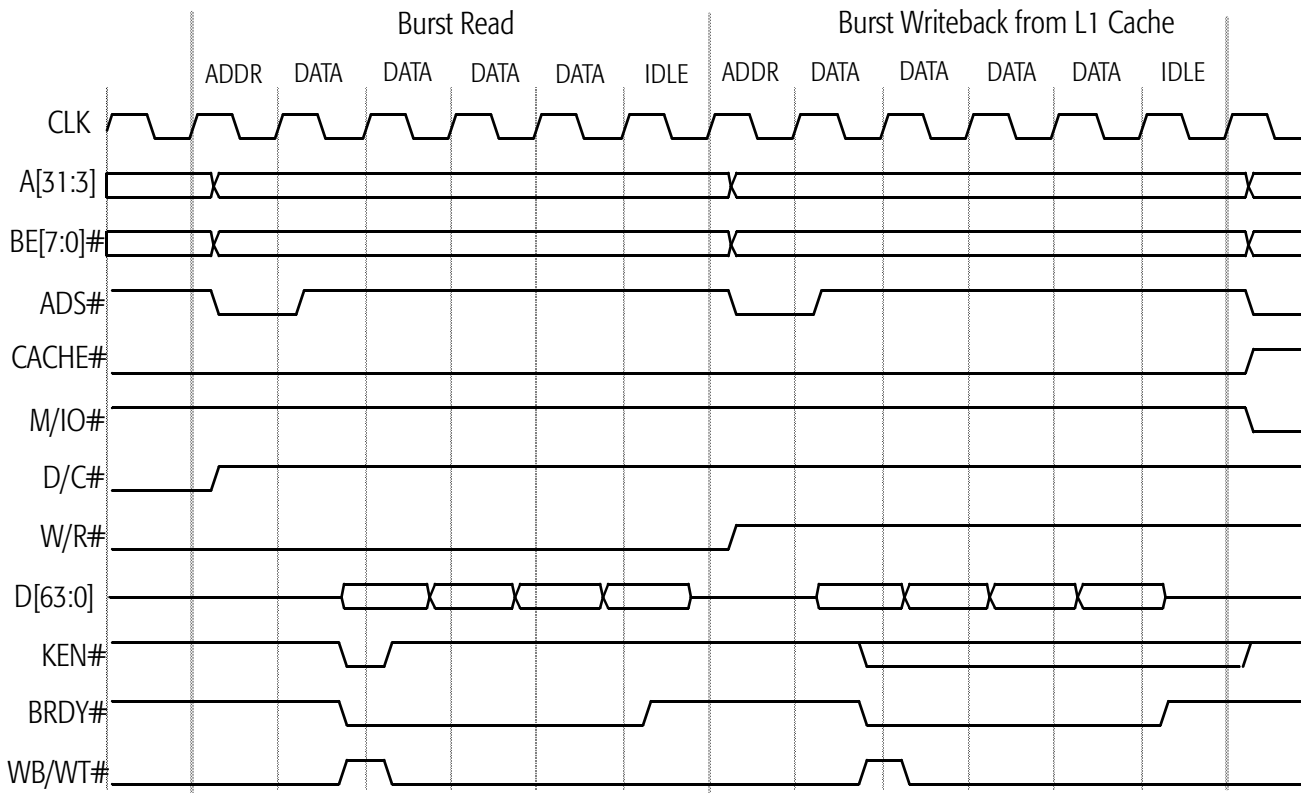 Burst Read Burst Writeback from L1 Cache
ADDR DATA DATA DATA DATA IDLE ADDR DATA DATA DATA DATA IDLE
CLK
A[31:3]
BE[7:0]#
ADS#
CACHE#
M/IO#
D/C#
W/R#
D[63:0]
KEN#
BRDY#
WB/WT#